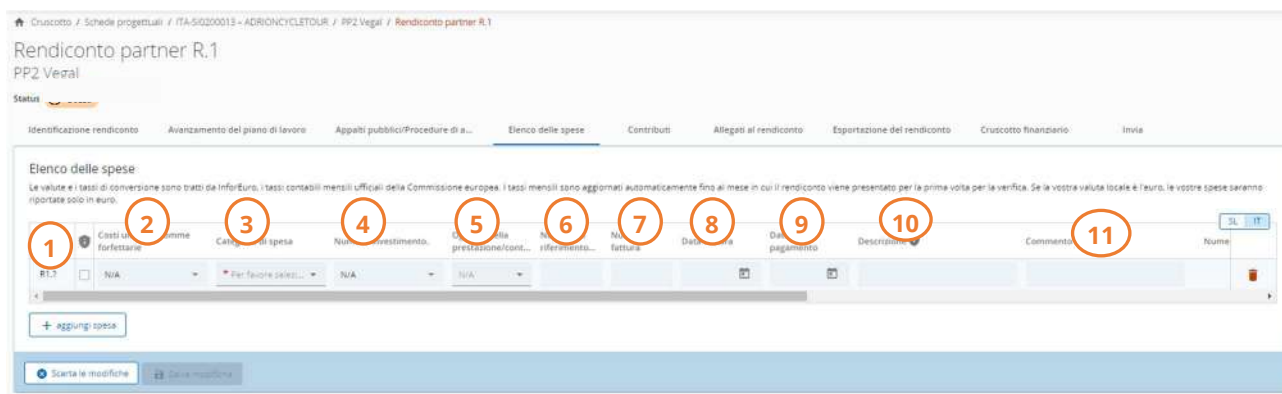 Cruscotto / Schede progettuali / ITA-SI0200013 – ADRIONCYCLETOUR / PP2 Vegal / Rendiconto partner R.1
Rendiconto partner R.1
PP2 Vegal
Status
Identificazione rendiconto Avanzamento del piano di lavoro Appalti pubblici/Procedure di a... Elenco delle spese Contributi Allegati al rendiconto Esportazione del rendiconto Cruscotto finanziario Invia
Elenco delle spese
Le valute e i tassi di conversione sono tratti da InforEuro, i tassi contabili mensili ufficiali della Commissione europea. I tassi mensili sono aggiornati automaticamente fino al mese in cui il rendiconto viene presentato per la prima volta per la verifica. Se la vostra valuta locale è l'euro, le vostre spese saranno
riportate solo in euro.
SL IT
1 2 3 4 5 6 7 8 9 10 11
Costi forfettarie Categ di spesa prestazione/cont... riferimento... fattura Data pagamento Descrizione Commento Nume
R1.? N/A * Per favore selezi... N/A N/A
+ aggiungi spesa
Scarta le modifiche Salva modifiche